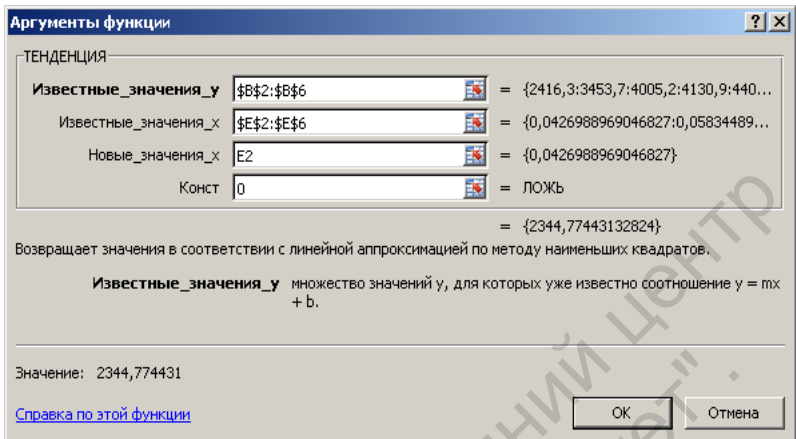 Аргументы функции
ТЕНДЕНЦИЯ
Известные_значения_y $B$2:$B$6 = {2416,3:3453,7:4005,2:4130,9:440...
Известные_значения_x $E$2:$E$6 = {0,0426988969046827:0,05834489...
Новые_значения_x E2 = {0,0426988969046827}
Конст 0 = ЛОЖЬ
= {2344,77443132824}
Возвращает значения в соответствии с линейной аппроксимацией по методу наименьших квадратов.
Известные_значения_y множество значений y, для которых уже известно соотношение y = mx
+ b.
Значение: 2344,774431
Справка по этой функции
OK Отмена
центр